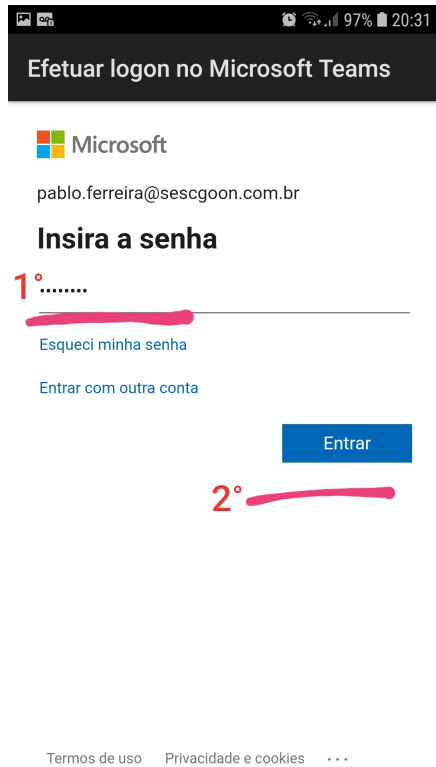 97% 20:31
Efetuar logon no Microsoft Teams
Microsoft
pablo.ferreira@sescgoon.com.br
Insira a senha
1° ••••••••
Esqueci minha senha
Entrar com outra conta
Entrar
2°
Termos de uso Privacidade e cookies ...